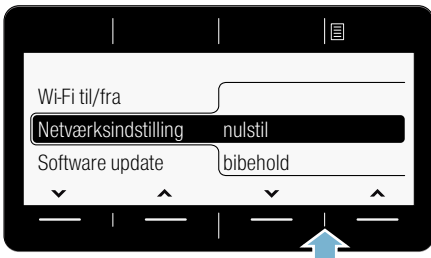 Wi-Fi til/fra
Netværksindstilling nulstil
Software update bibehold